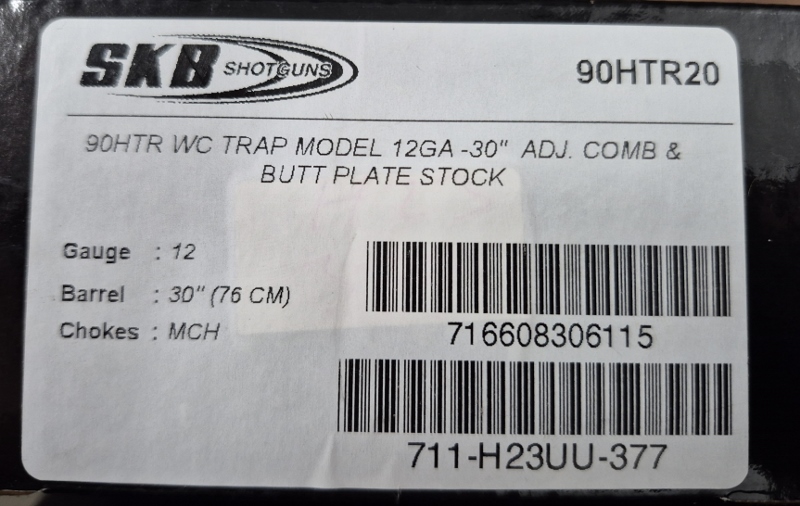 SKB SHOTGUNS
90HTR20
90HTR WC TRAP MODEL 12GA -30" ADJ. COMB &
BUTT PLATE STOCK
Gauge : 12
Barrel : 30" (76 CM)
Chokes : MCH
716608306115
711-H23UU-377